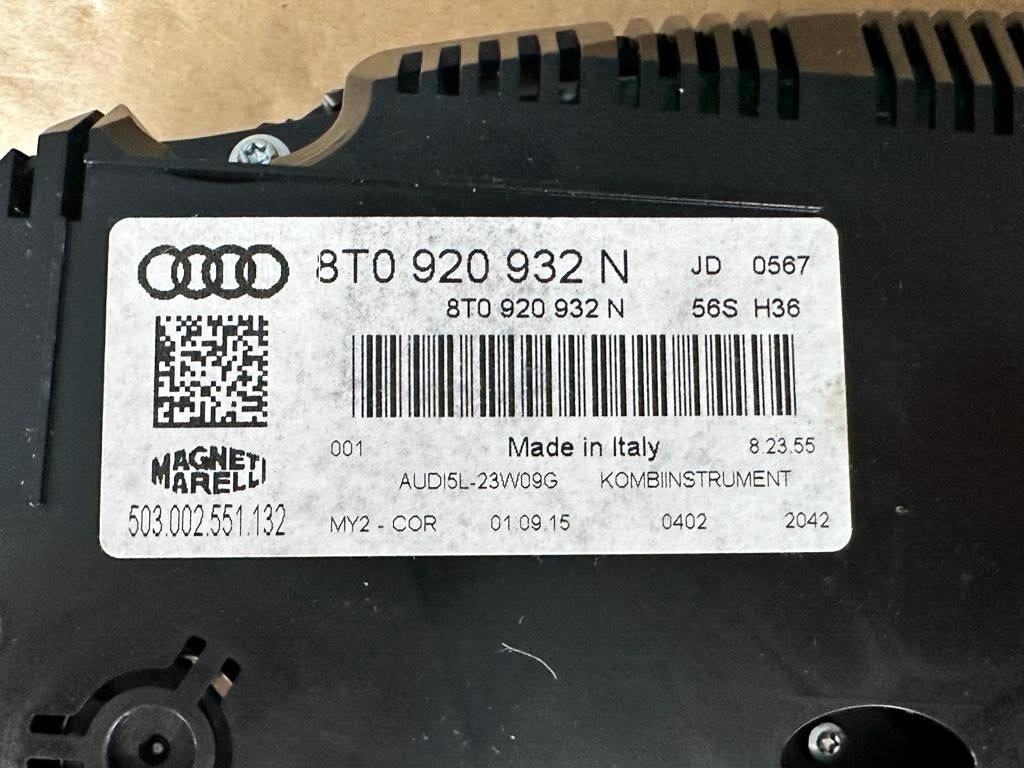 8T0 920 932 N JD 0567
8T0 920 932 N 56S H36
001 Made in Italy 8.23.55
MAGNETI MARELLI
AUDI5L-23W09G KOMBIINSTRUMENT
503.002.551.132 MY2 - COR 01.09.15 0402 2042